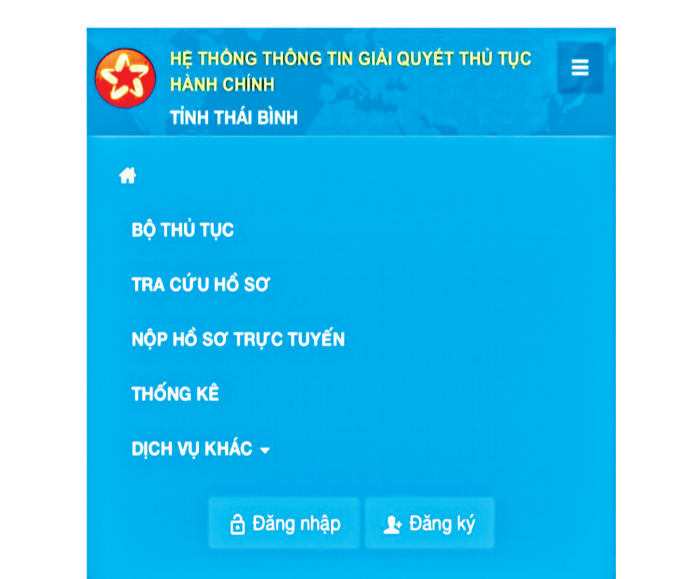 HỆ THỐNG THÔNG TIN GIẢI QUYẾT THỦ TỤC
HÀNH CHÍNH
TỈNH THÁI BÌNH
BỘ THỦ TỤC
TRA CỨU HỒ SƠ
NỘP HỒ SƠ TRỰC TUYẾN
THỐNG KÊ
DỊCH VỤ KHÁC
Đăng nhập
Đăng ký